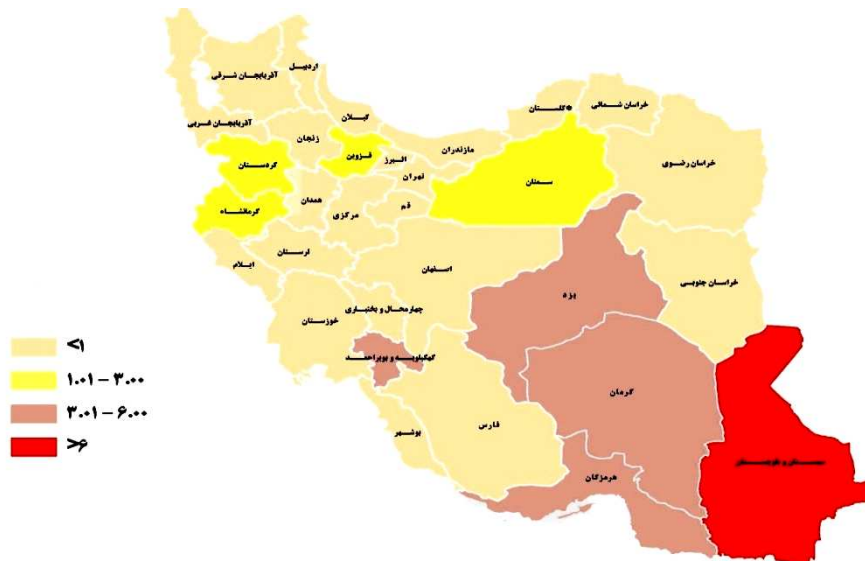 اردبیل
آذربایجان شرقی
آذربایجان غربی
گیلان
زنجان
قزوین
البرز
مازندران
گلستان*
خراسان شمالی
خراسان رضوی
کردستان
تهران
سمنان
همدان
مرکزی
قم
کرمانشاه
لرستان
ایلام
اصفهان
خراسان جنوبی
یزد
چهارمحال و بختیاری
خوزستان
کهگیلویه و بویراحمد
کرمان
فارس
بوشهر
هرمزگان
<۱
۱.۰۱ – ۳.۰۰
۳.۰۱ – ۶.۰۰
>۶